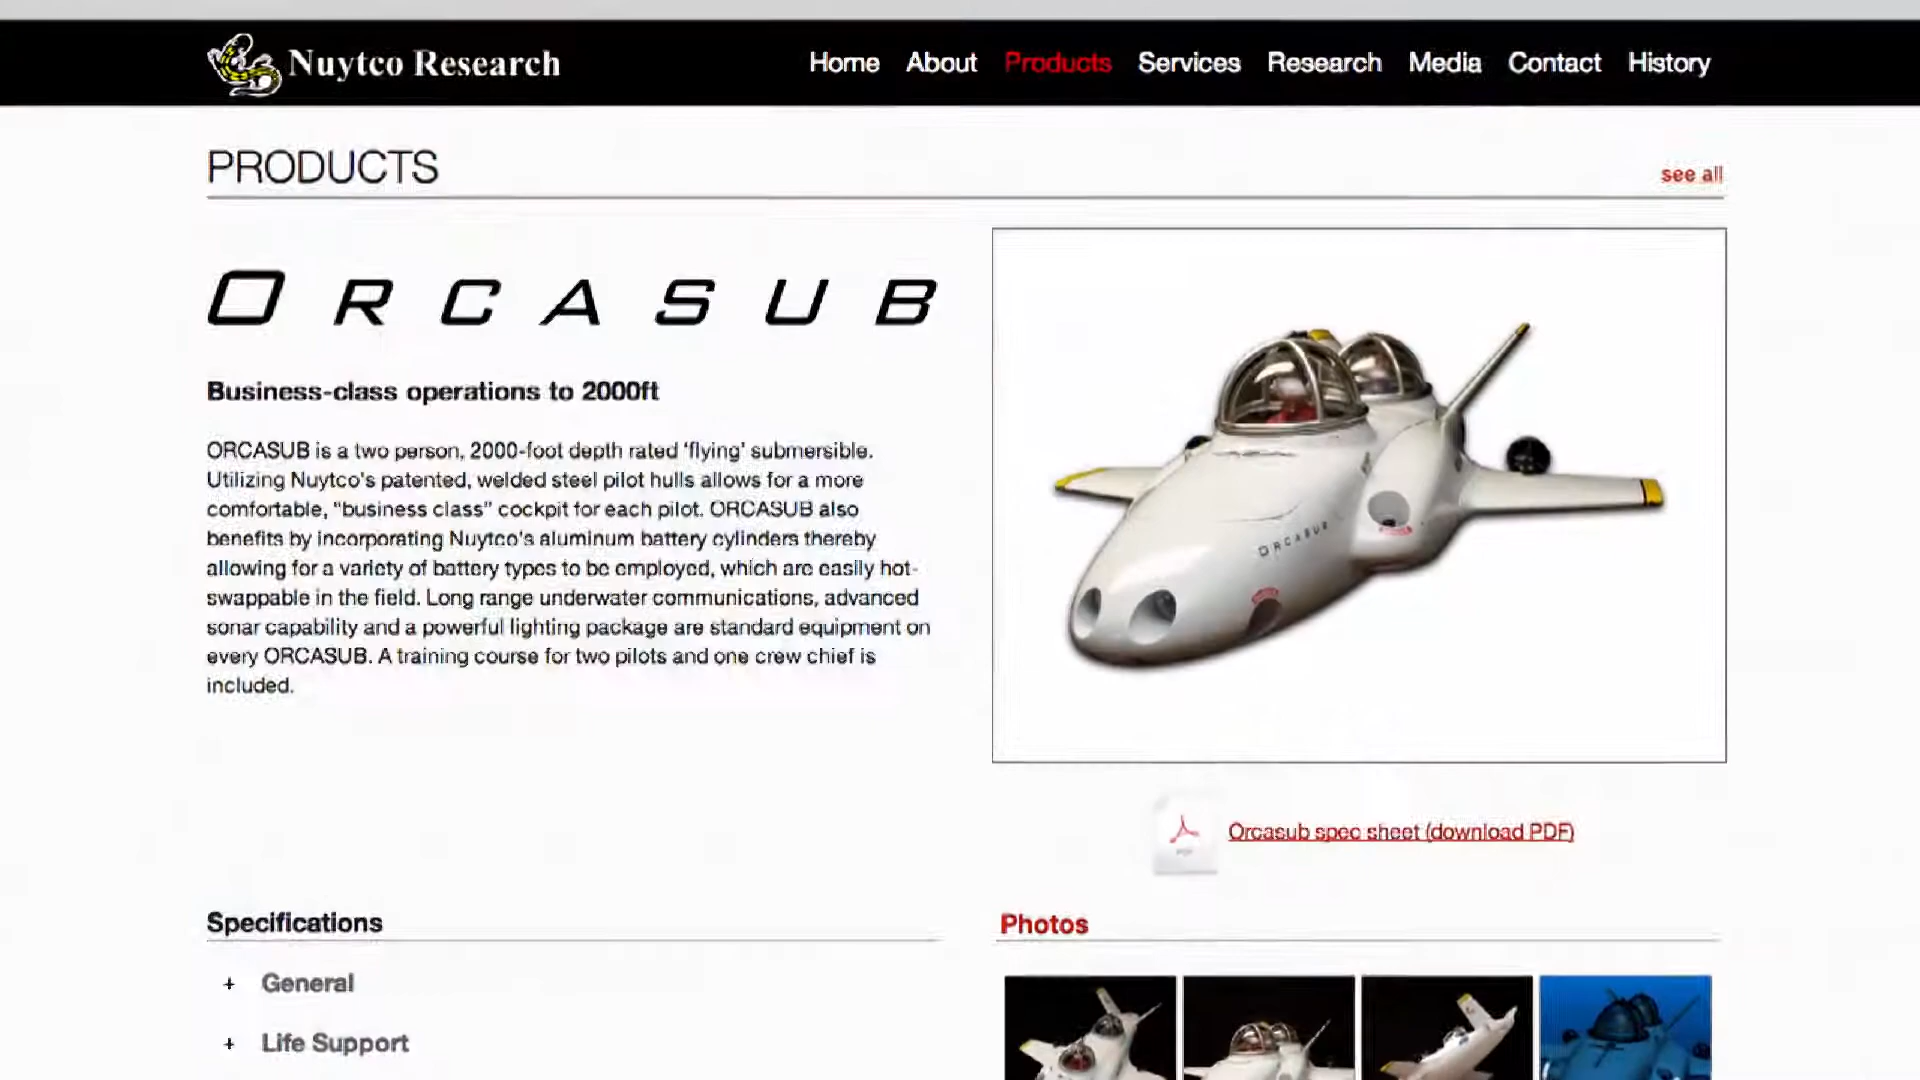 Nuytco Research
Home About Products Services Research Media Contact History
PRODUCTS
see all
ORCASUB
Business-class operations to 2000ft
ORCASUB is a two person, 2000-foot depth rated 'flying' submersible.
Utilizing Nuytco's patented, welded steel pilot hulls allows for a more
comfortable, "business class" cockpit for each pilot. ORCASUB also
benefits by incorporating Nuytco's aluminum battery cylinders thereby
allowing for a variety of battery types to be employed, which are easily hot-
swappable in the field. Long range underwater communications, advanced
sonar capability and a powerful lighting package are standard equipment on
every ORCASUB. A training course for two pilots and one crew chief is
included.
ORCASUB
PDF
Orcasub spec sheet (download PDF)
Specifications
+ General
+ Life Support
Photos